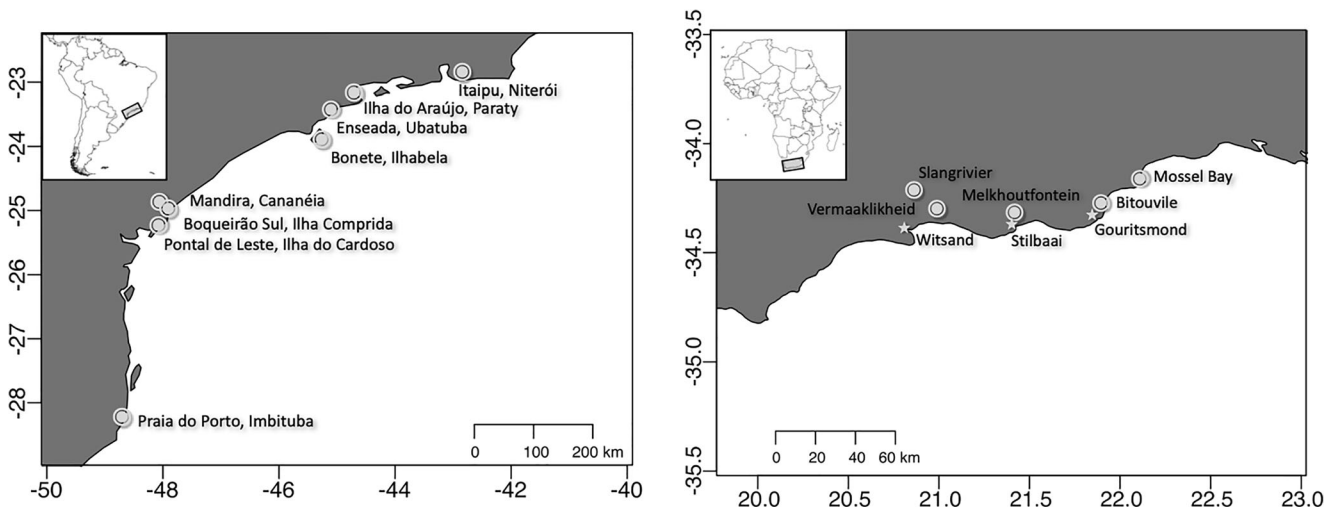 -23
-24
-25
-26
-27
-28
Itaipu, Niterói
Ilha do Araújo, Paraty
Enseada, Ubatuba
Bonete, Ilhabela
Mandira, Cananéia
Boqueirão Sul, Ilha Comprida
Pontal de Leste, Ilha do Cardoso
Praia do Porto, Imbituba
0 100 200 km
-50 -48 -46 -44 -42 -40
-33.5
-34.0
-34.5
-35.0
-35.5
Slangrivier
Mossel Bay
Melkhoutfontein
Vermaaklikheid
Bitouvile
Gouritsmond
Witsand
Stilbaai
0 20 40 60 km
20.0 20.5 21.0 21.5 22.0 22.5 23.0